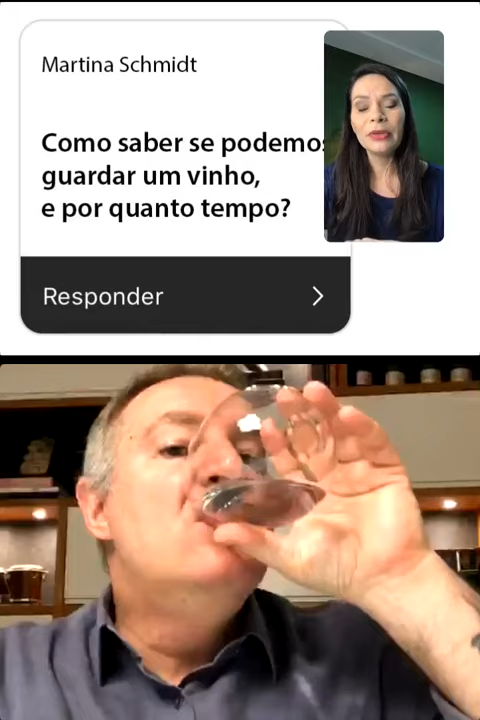 Martina Schmidt
Como saber se podemos
guardar um vinho,
e por quanto tempo?
Responder